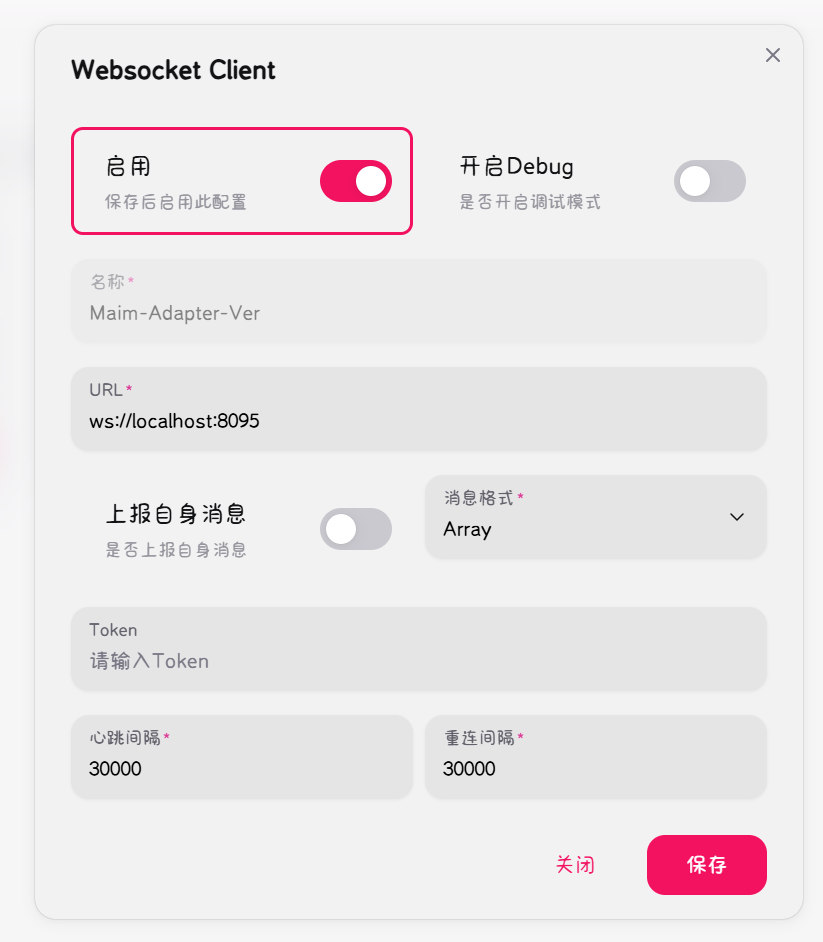 Websocket Client
启用
保存后启用此配置
开启Debug
是否开启调试模式
名称*
Maim-Adapter-Ver
URL*
ws://localhost:8095
上报自身消息
是否上报自身消息
消息格式*
Array
Token
请输入Token
心跳间隔*
30000
重连间隔*
30000
关闭
保存